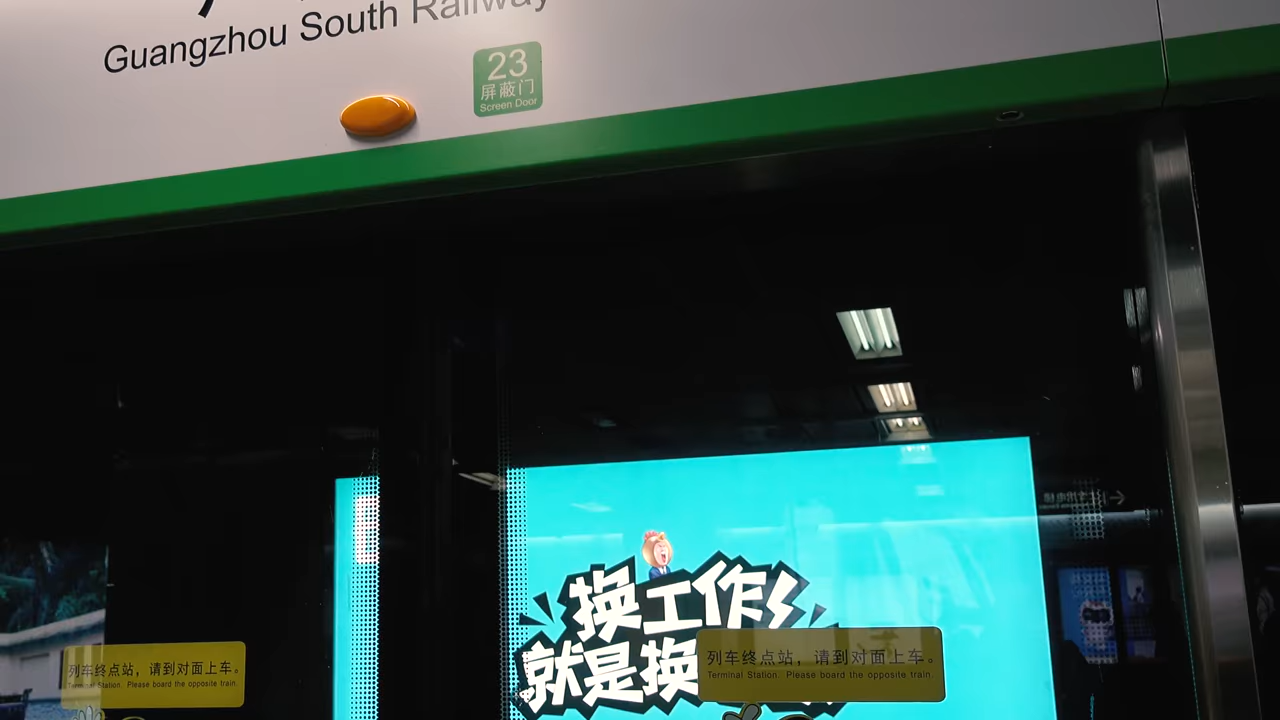 Guangzhou South Railway
23
屏蔽门
Screen Door
换工作
就是换
列车终点站，请到对面上车。
Terminal Station. Please board the opposite train.
列车终点站，请到对面上车。
Terminal Station. Please board the opposite train.